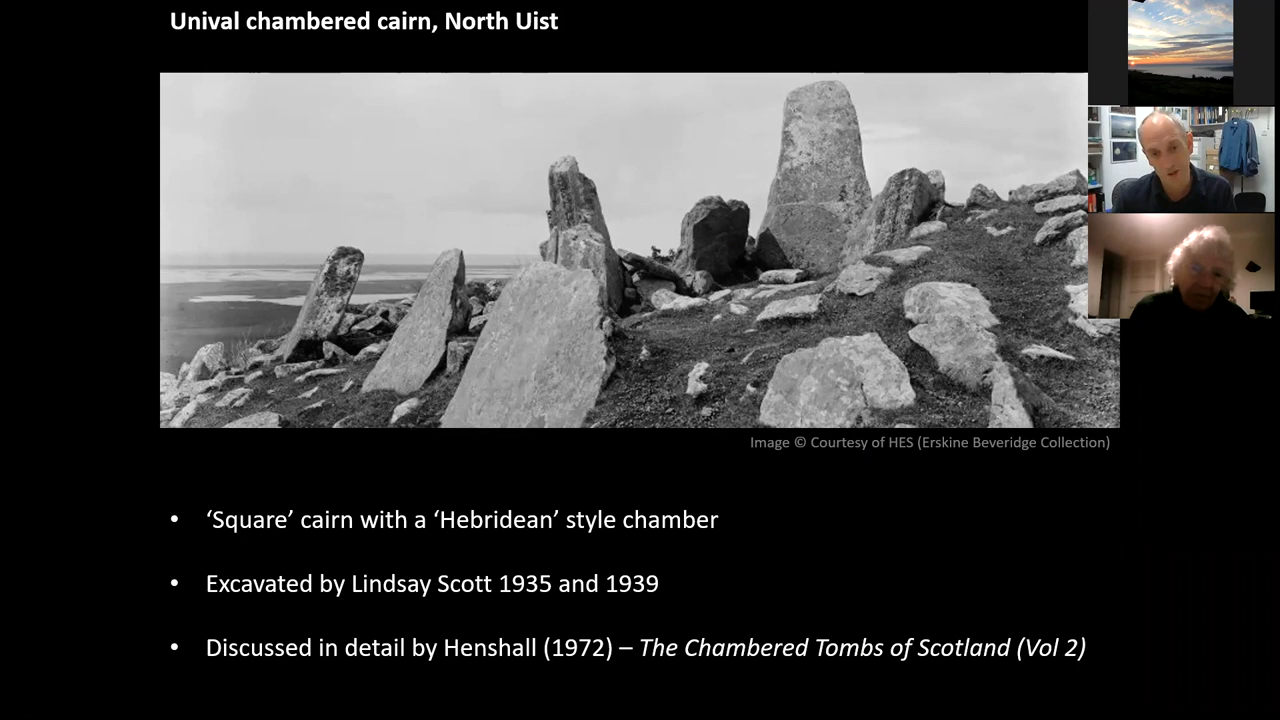 Unival chambered cairn, North Uist
Image © Courtesy of HES (Erskine Beveridge Collection)
• ‘Square’ cairn with a ‘Hebridean’ style chamber
• Excavated by Lindsay Scott 1935 and 1939
• Discussed in detail by Henshall (1972) – The Chambered Tombs of Scotland (Vol 2)